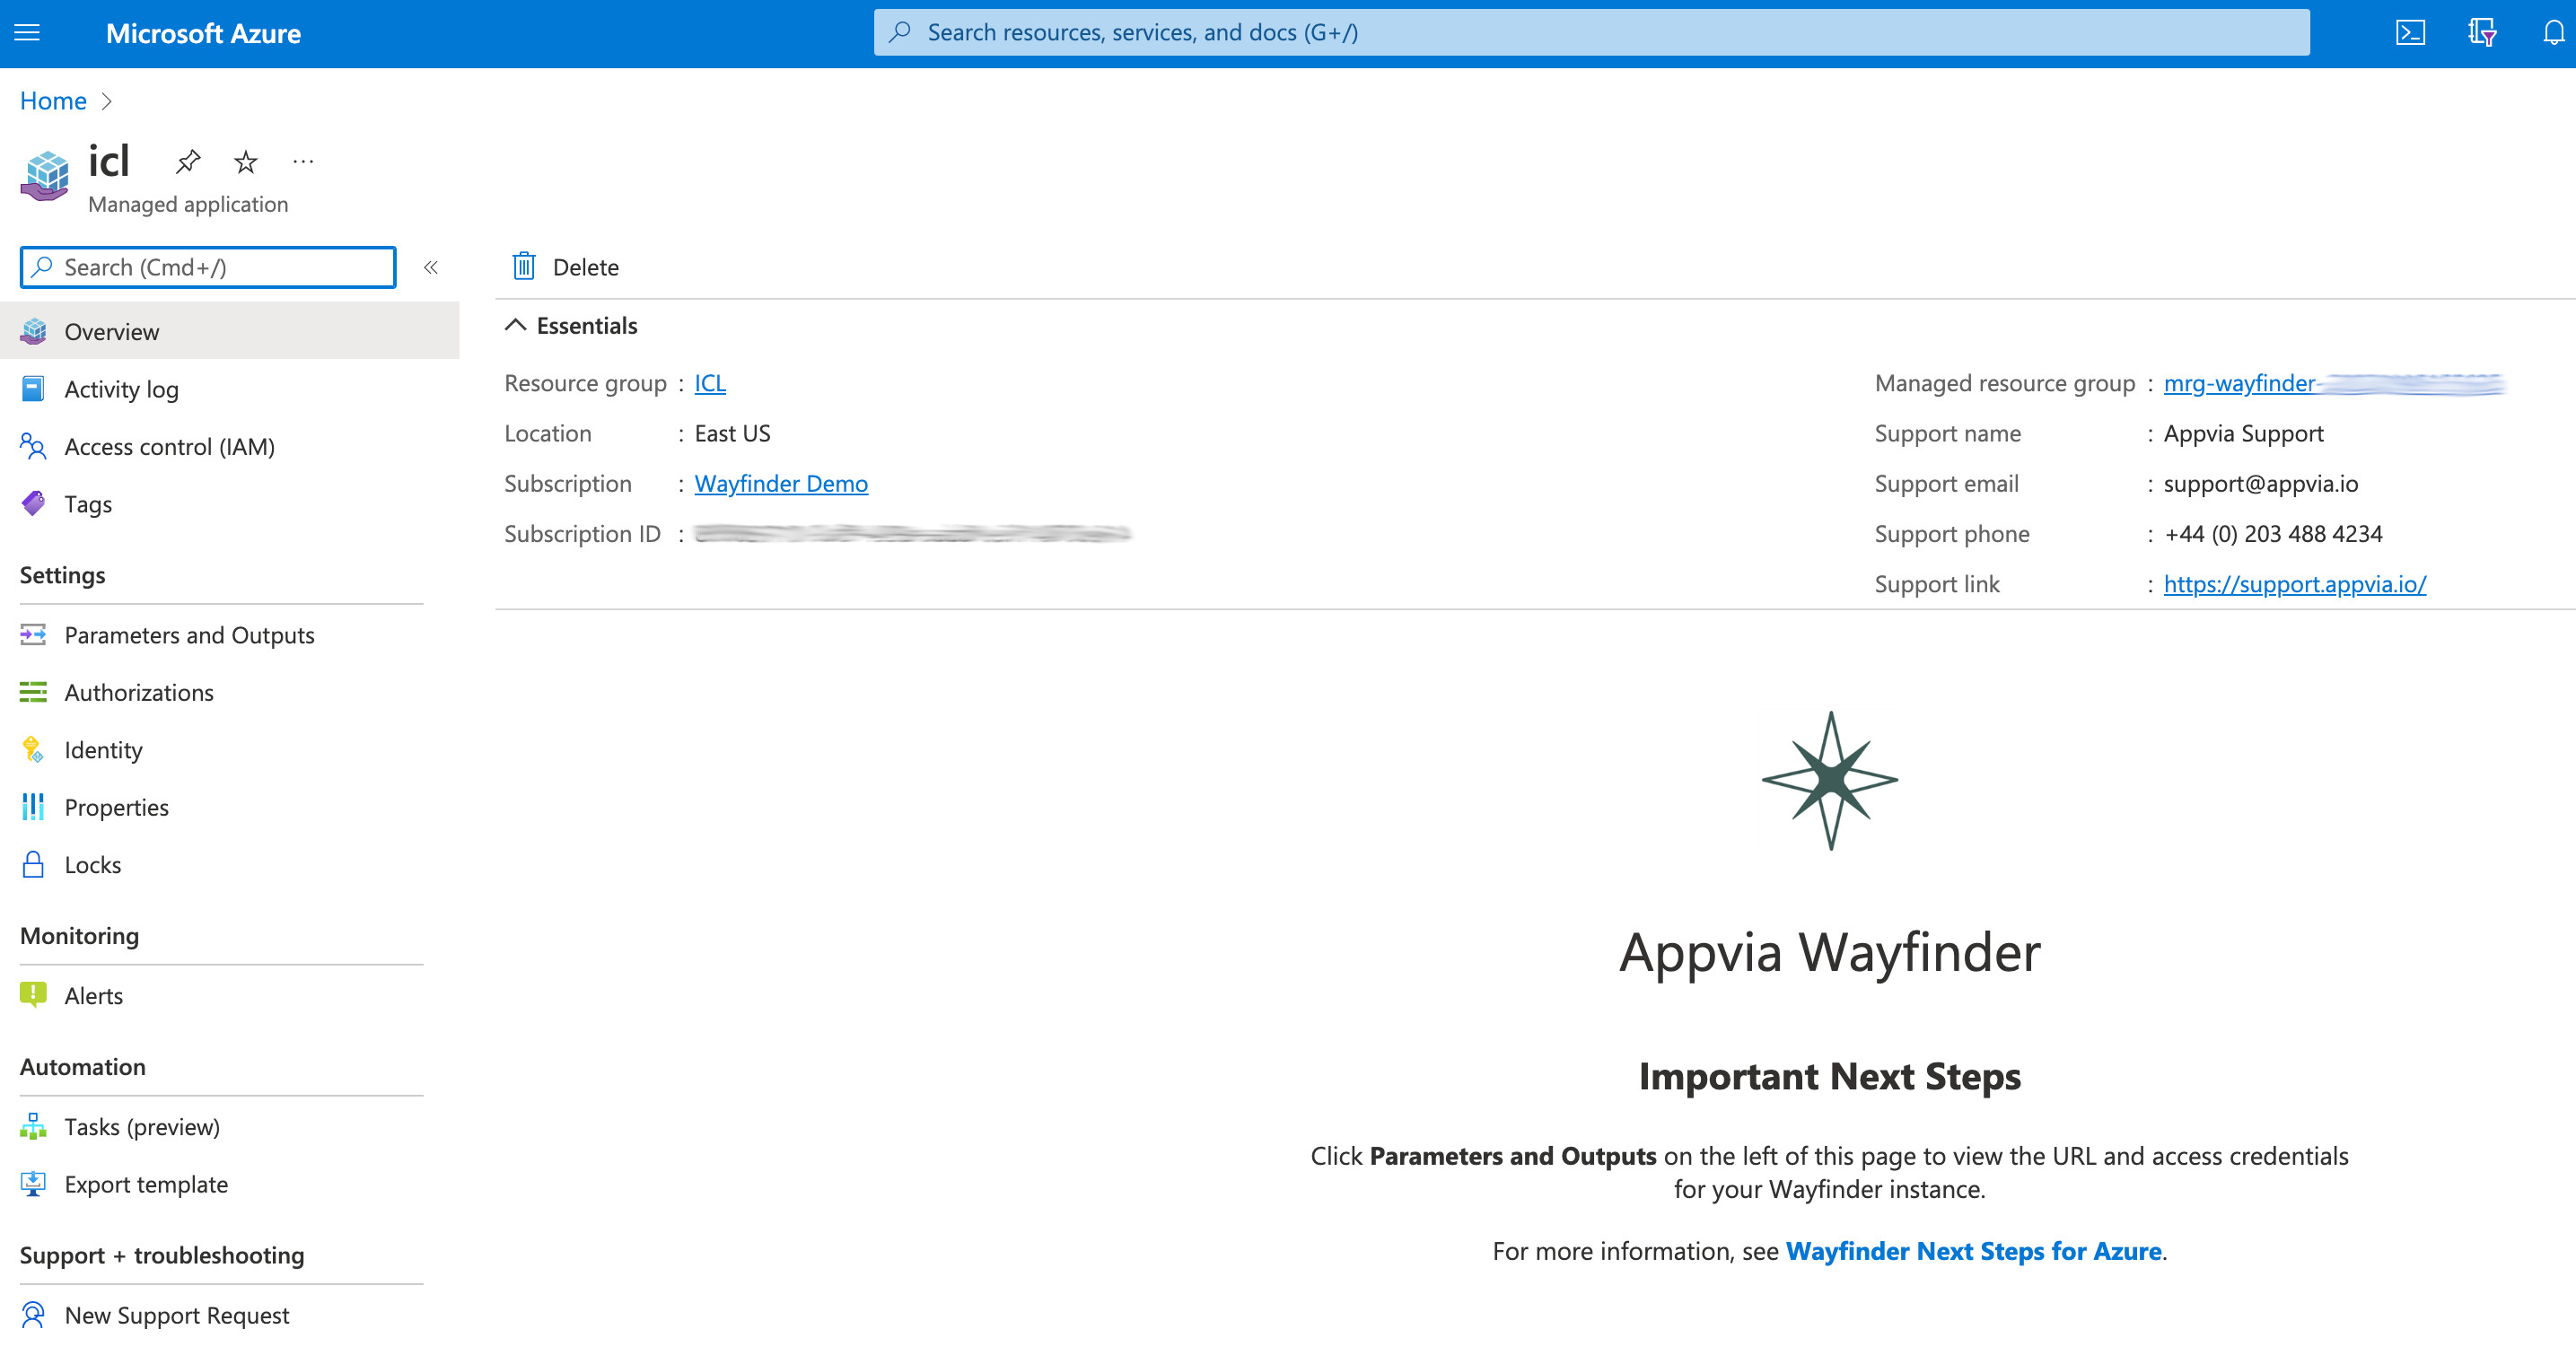 Microsoft Azure
Search resources, services, and docs (G+/)
Home
icl
Managed application
Search (Cmd+/)
Overview
Activity log
Access control (IAM)
Tags
Settings
Parameters and Outputs
Authorizations
Identity
Properties
Locks
Monitoring
Alerts
Automation
Tasks (preview)
Export template
Support + troubleshooting
New Support Request
Delete
Essentials
Resource group : ICL
Location : East US
Subscription : Wayfinder Demo
Subscription ID :
Managed resource group : mrg-wayfinder-
Support name : Appvia Support
Support email : support@appvia.io
Support phone : +44 (0) 203 488 4234
Support link : https://support.appvia.io/
Appvia Wayfinder
Important Next Steps
Click Parameters and Outputs on the left of this page to view the URL and access credentials
for your Wayfinder instance.
For more information, see Wayfinder Next Steps for Azure.